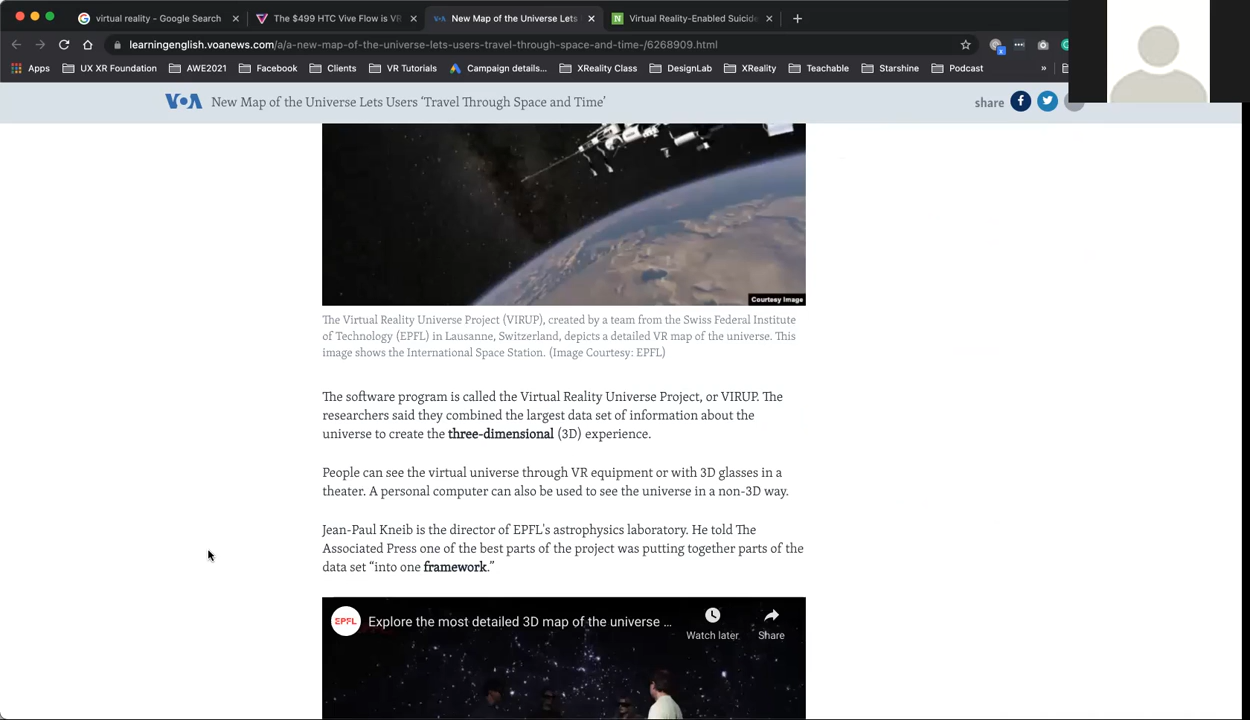 virtual reality - Google Search
The $499 HTC Vive Flow is VR
New Map of the Universe Lets
Virtual Reality-Enabled Suicide
learningenglish.voanews.com/a/a-new-map-of-the-universe-lets-users-travel-through-space-and-time-/6268909.html
Apps UX XR Foundation AWE2021 Facebook Clients VR Tutorials Campaign details... XReality Class DesignLab XReality Teachable Starshine Podcast »
VOA New Map of the Universe Lets Users ‘Travel Through Space and Time’
share
Courtesy Image
The Virtual Reality Universe Project (VIRUP), created by a team from the Swiss Federal Institute
of Technology (EPFL) in Lausanne, Switzerland, depicts a detailed VR map of the universe. This
image shows the International Space Station. (Image Courtesy: EPFL)
The software program is called the Virtual Reality Universe Project, or VIRUP. The
researchers said they combined the largest data set of information about the
universe to create the three-dimensional (3D) experience.
People can see the virtual universe through VR equipment or with 3D glasses in a
theater. A personal computer can also be used to see the universe in a non-3D way.
Jean-Paul Kneib is the director of EPFL's astrophysics laboratory. He told The
Associated Press one of the best parts of the project was putting together parts of the
data set “into one framework.”
EPFL Explore the most detailed 3D map of the universe ...
Watch later
Share